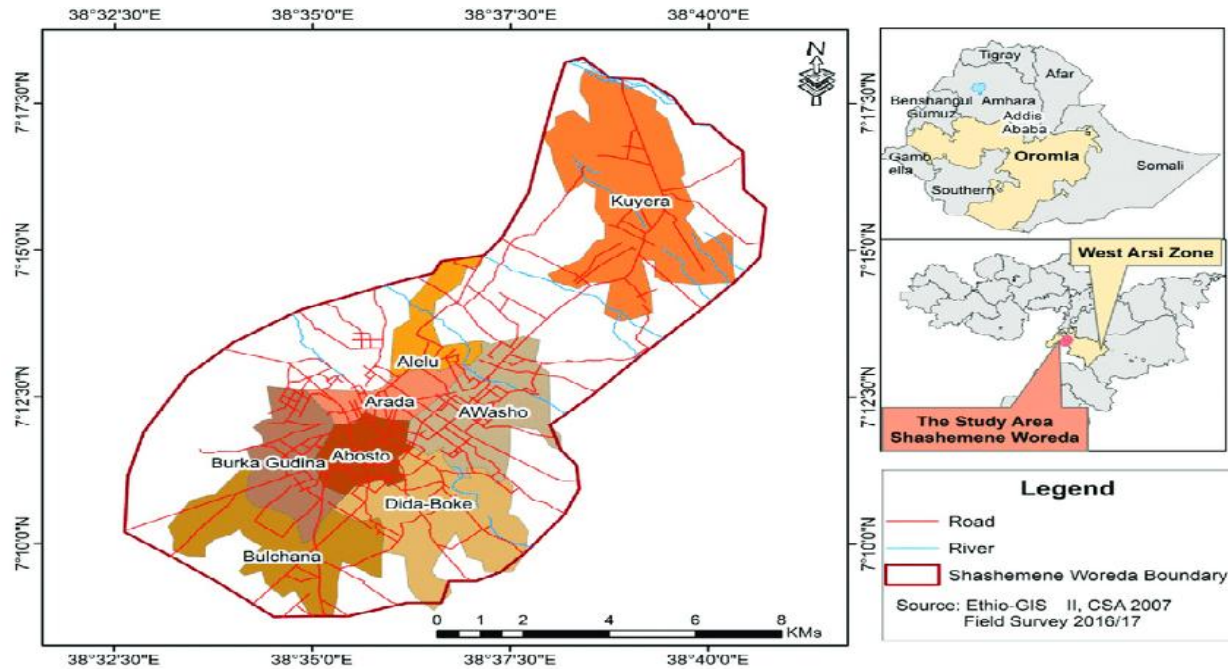 38°32'30"E
38°35'0"E
38°37'30"E
38°40'0"E
7°17'30"N
7°15'0"N
7°12'30"N
7°10'0"N
N
Kuyera
Alelu
Arada
AWasho
Abosto
Burka Gudina
Dida-Boke
Bulchana
0 1 2 4 6 8
KMs
7°17'30"N
7°15'0"N
7°12'30"N
7°10'0"N
38°32'30"E
38°35'0"E
38°37'30"E
38°40'0"E
Tigray
Afar
Benshangul
Gumuz
Amhara
Addis
Ababa
Gamb
ella
Oromia
Somali
Southern
West Arsi Zone
The Study Area
Shashemene Woreda
Legend
Road
River
Shashemene Woreda Boundary
Source: Ethio-GIS II, CSA 2007
Field Survey 2016/17